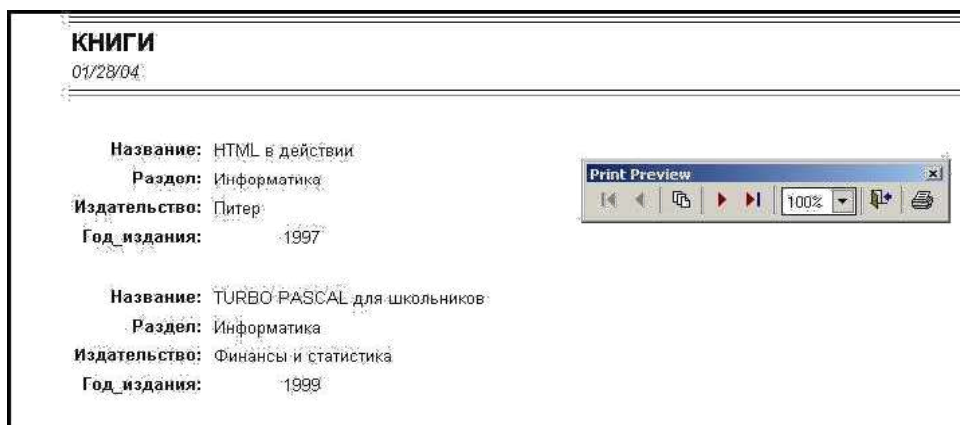 КНИГИ
01/28/04
Название: HTML в действии
Раздел: Информатика
Издательство: Питер
Год_издания: 1997
Print Preview
100%
Название: TURBO PASCAL для школьников
Раздел: Информатика
Издательство: Финансы и статистика
Год_издания: 1999